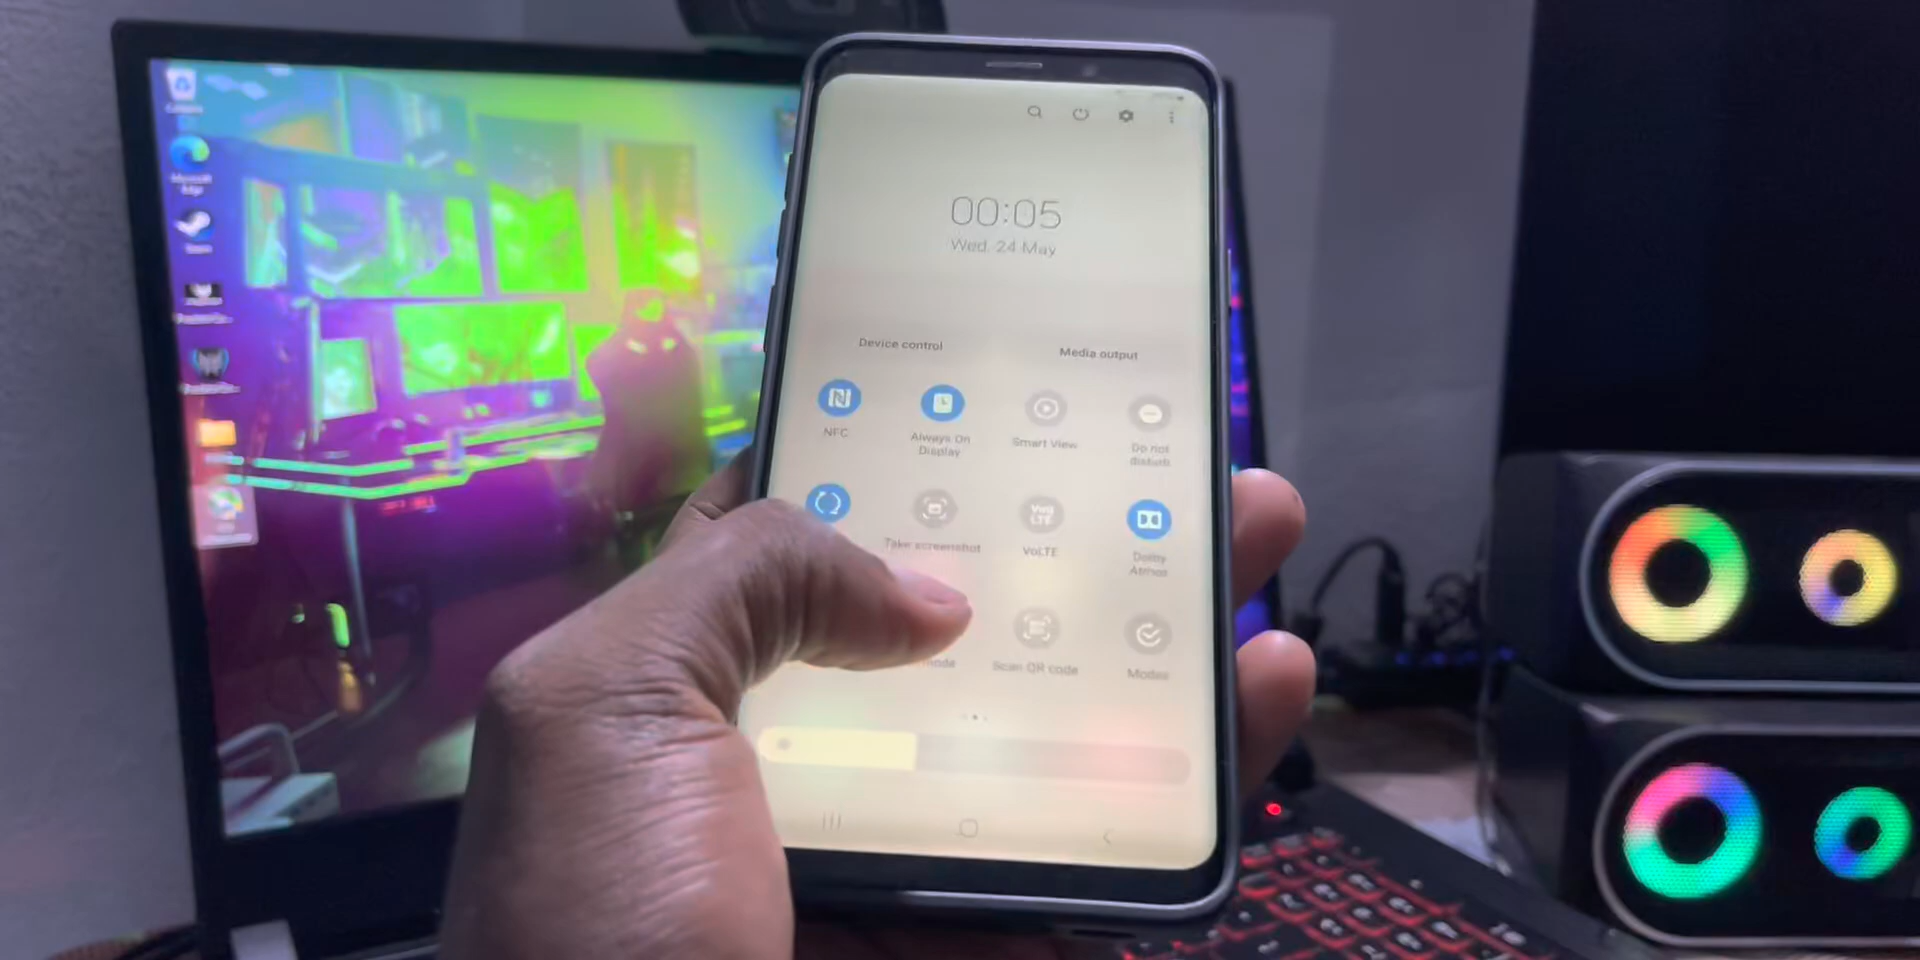 00:05
Wed, 24 May
Device control
Media output
NFC
Always On
Display
Smart View
Do not
disturb
Take screenshot
VoLTE
Dolby
Atmos
mode
Scan QR code
Modes